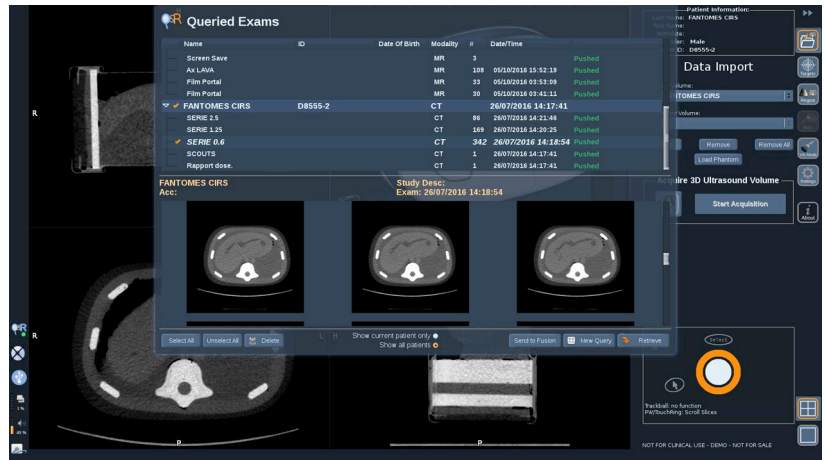 Queried Exams
Name ID Date Of Birth Modality # Date/Time
Screen Save MR 3 Pushed
Ax LAVA MR 108 05/10/2016 15:52:19 Pushed
Film Portal MR 33 05/10/2016 03:53:09 Pushed
Film Portal MR 30 05/10/2016 03:41:11 Pushed
FANTOMES CIRS D8555-2 CT 26/07/2016 14:17:41
SERIE 2.5 CT 86 26/07/2016 14:21:46 Pushed
SERIE 1.25 CT 169 26/07/2016 14:20:25 Pushed
SERIE 0.6 CT 342 26/07/2016 14:18:54 Pushed
SCOUTS CT 1 26/07/2016 14:17:41 Pushed
Rapport dose. CT 1 26/07/2016 14:17:41 Pushed
FANTOMES CIRS Study Desc:
Acc: Exam: 26/07/2016 14:18:54
Select All Unselect All Delete
L H
Show current patient only
Show all patients
Send to Fusion New Query Retrieve
Patient Information:
FANTOMES CIRS
Male
D8555-2
Data Import
Targets
Region
FANTOMES CIRS
Volume:
Remove Remove All
Load Phantom
Settings
Acquire 3D Ultrasound Volume
Start Acquisition
About
R
R
P
P
Select
Trackball: no function
PW/TouchRing: Scroll Slices
NOT FOR CLINICAL USE - DEMO - NOT FOR SALE
1%